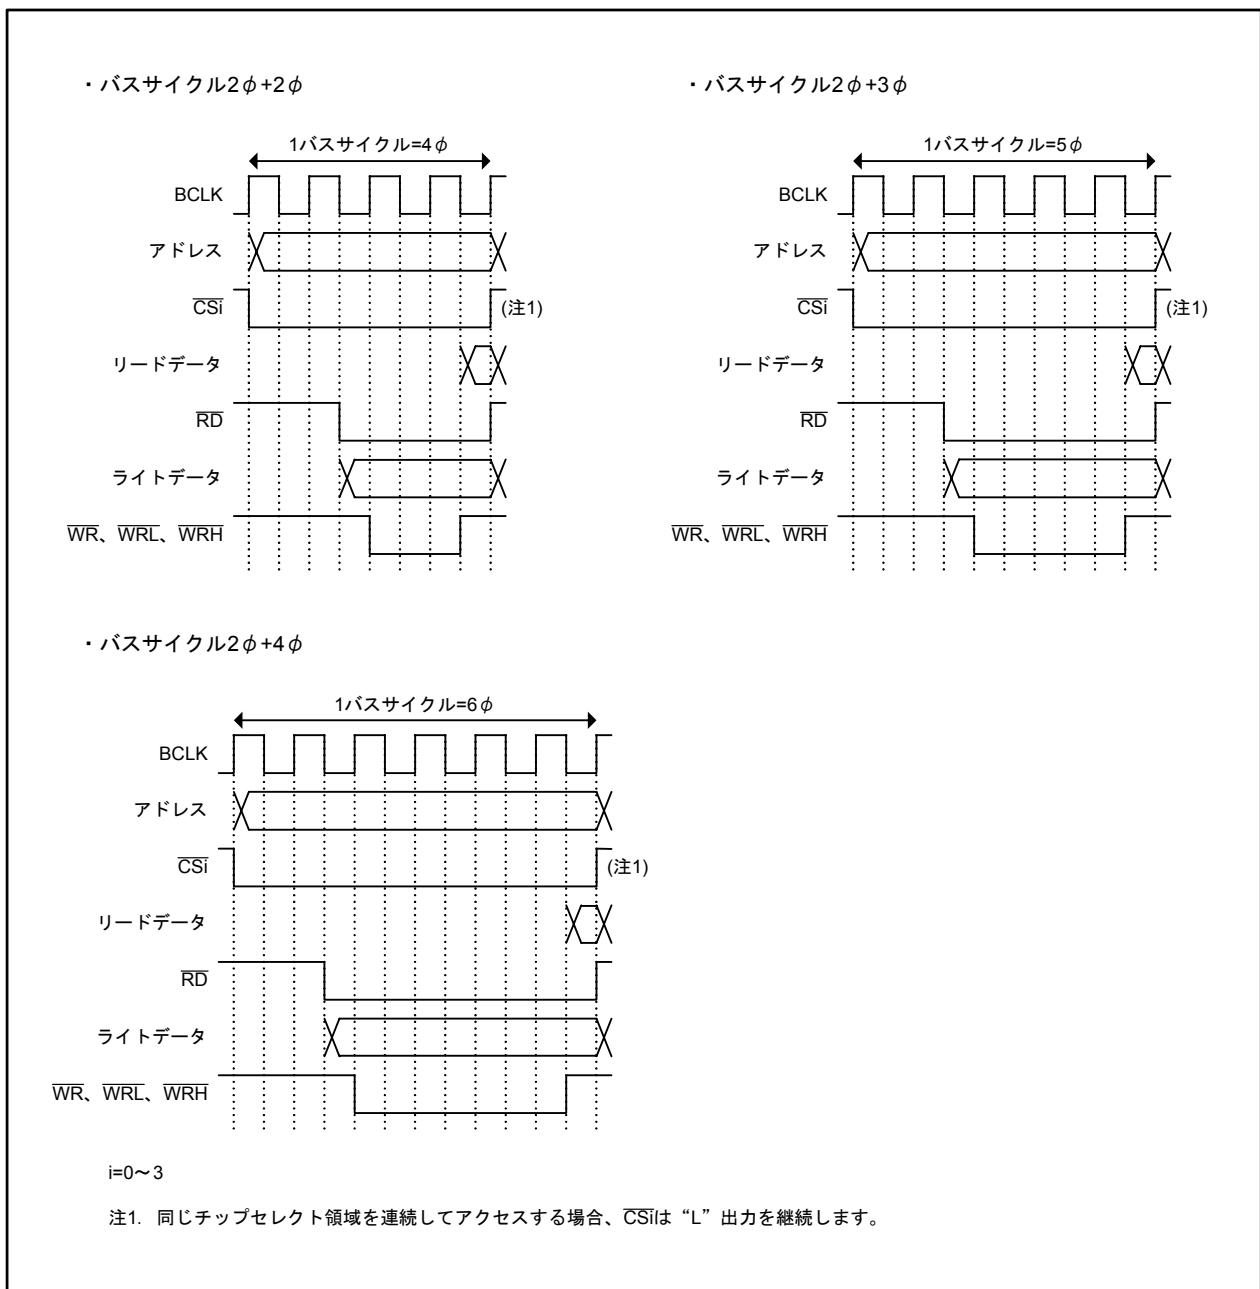 ・バスサイクル2φ+2φ
1バスサイクル=4φ
BCLK
アドレス
CSi
(注1)
リードデータ
RD
ライトデータ
WR、WRL、WRH
・バスサイクル2φ+3φ
1バスサイクル=5φ
BCLK
アドレス
CSi
(注1)
リードデータ
RD
ライトデータ
WR、WRL、WRH
・バスサイクル2φ+4φ
1バスサイクル=6φ
BCLK
アドレス
CSi
(注1)
リードデータ
RD
ライトデータ
WR、WRL、WRH
i=0～3
注1. 同じチップセレクト領域を連続してアクセスする場合、CSiは“L”出力を継続します。